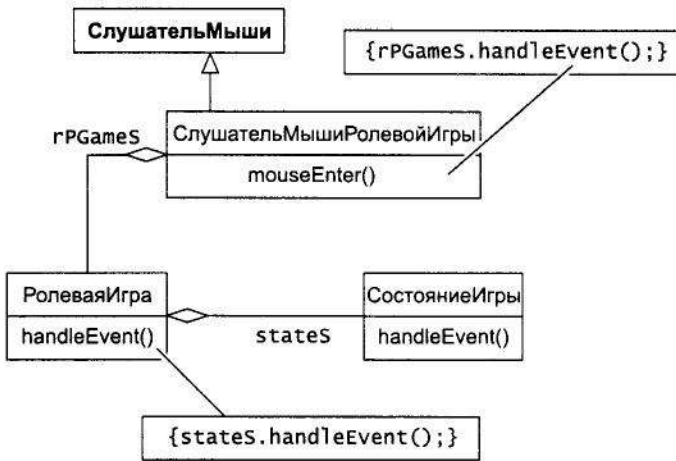 СлушательМыши
{rPGameS.handleEvent();}
rPGameS
СлушательМышиРолевойИгры
mouseEnter()
РолеваяИгра
handleEvent()
stateS
СостояниеИгры
handleEvent()
{stateS.handleEvent();}